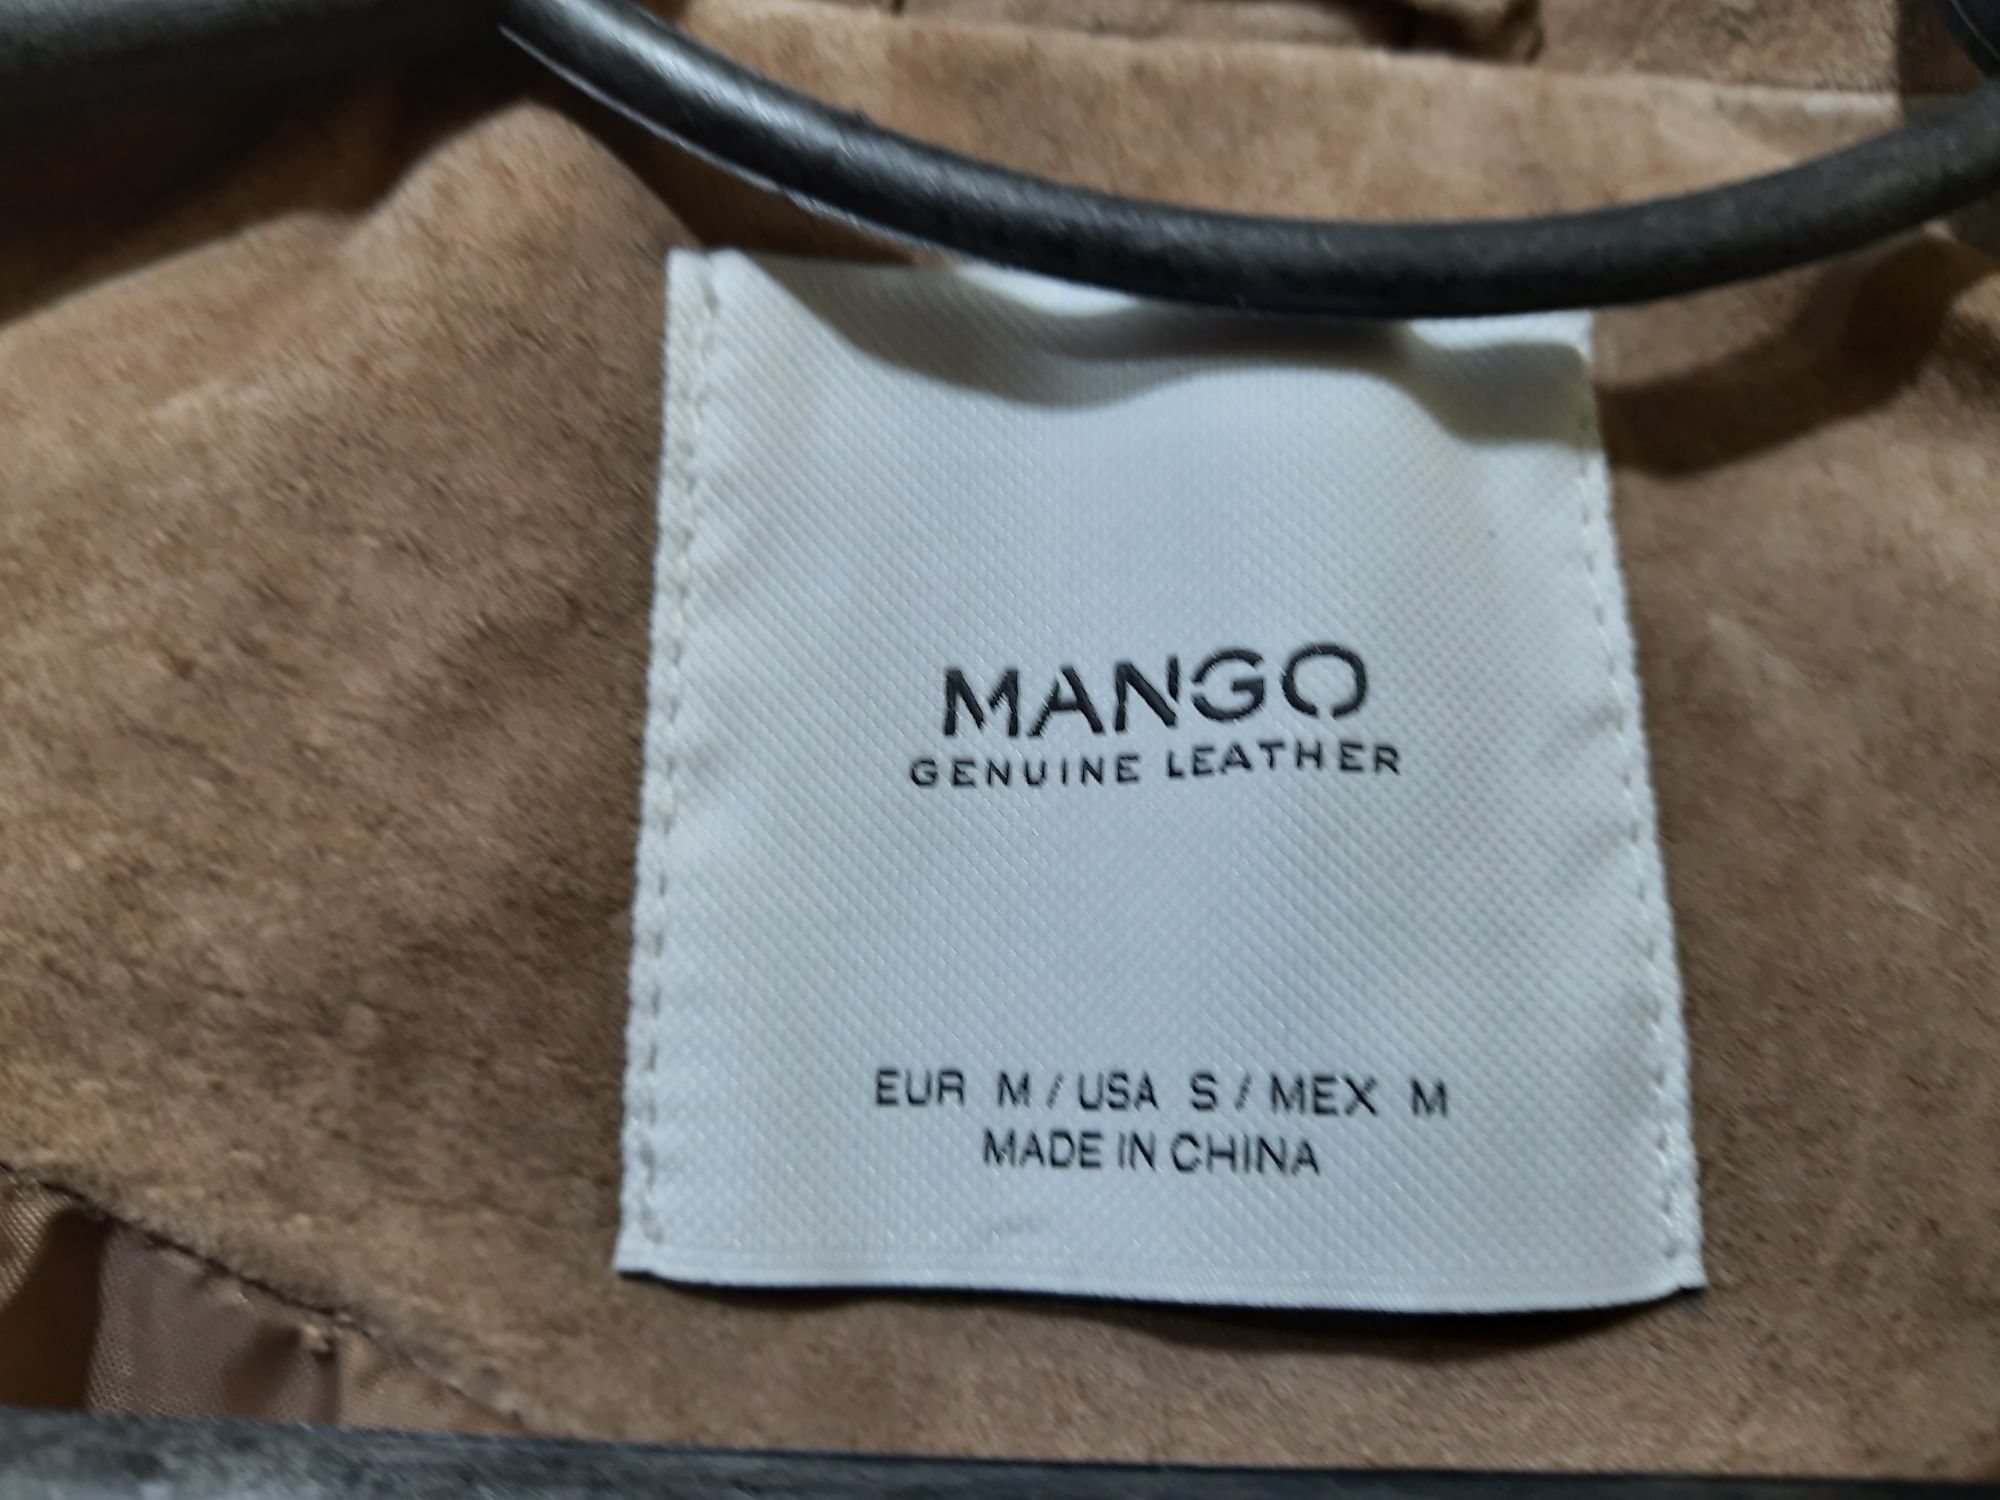 MANGO
GENUINE LEATHER
EUR M / USA S / MEX M
MADE IN CHINA